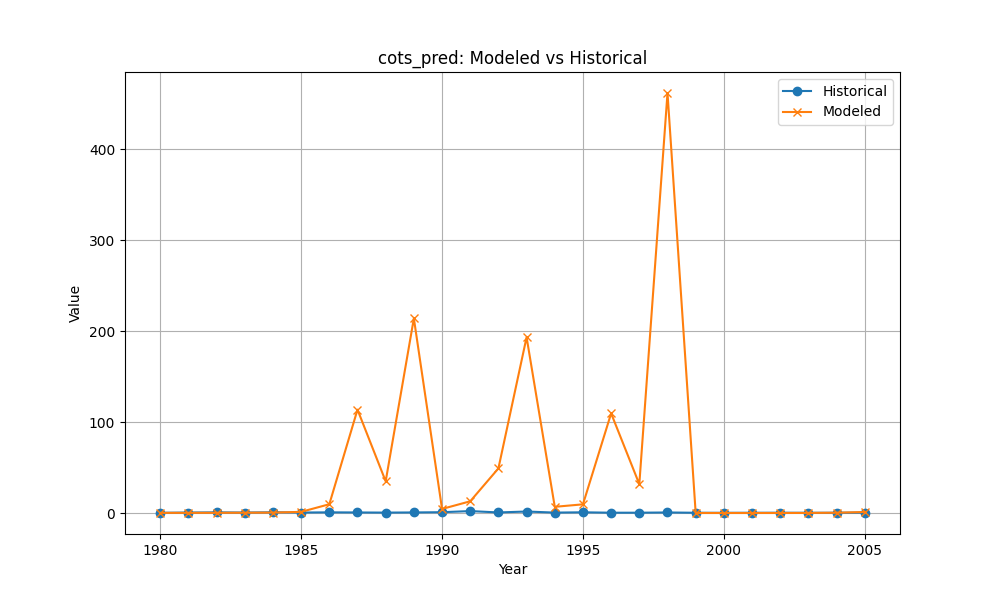 cots_pred: Modeled vs Historical
Historical
Modeled
Value
400
300
200
100
0
1980
1985
1990
1995
2000
2005
Year